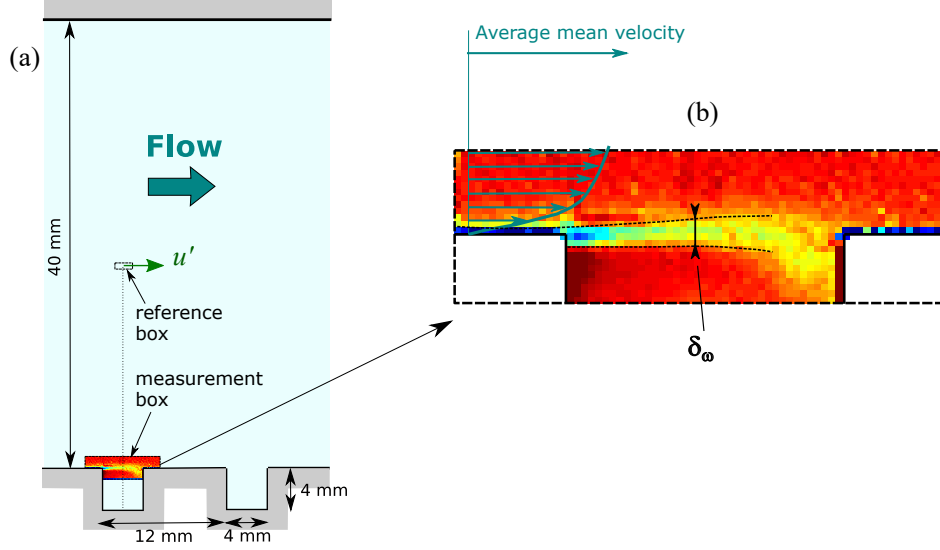 (a)
40 mm
Flow
u′
reference
box
measurement
box
4 mm
12 mm
4 mm
Average mean velocity
(b)
δω